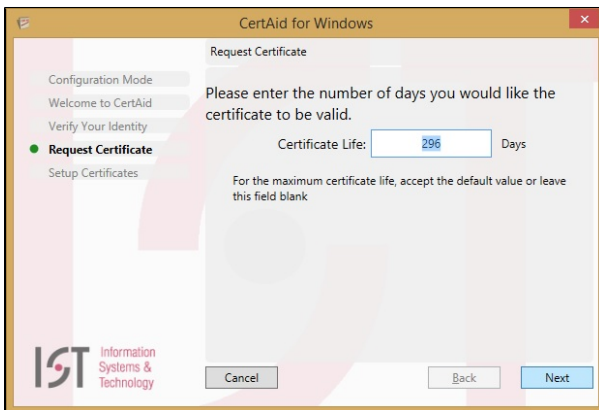 CertAid for Windows
Request Certificate
Configuration Mode
Welcome to CertAid
Verify Your Identity
Request Certificate
Setup Certificates
Please enter the number of days you would like the
certificate to be valid.
Certificate Life: 296 Days
For the maximum certificate life, accept the default value or leave
this field blank
IST Information
Systems &
Technology
Cancel Back Next